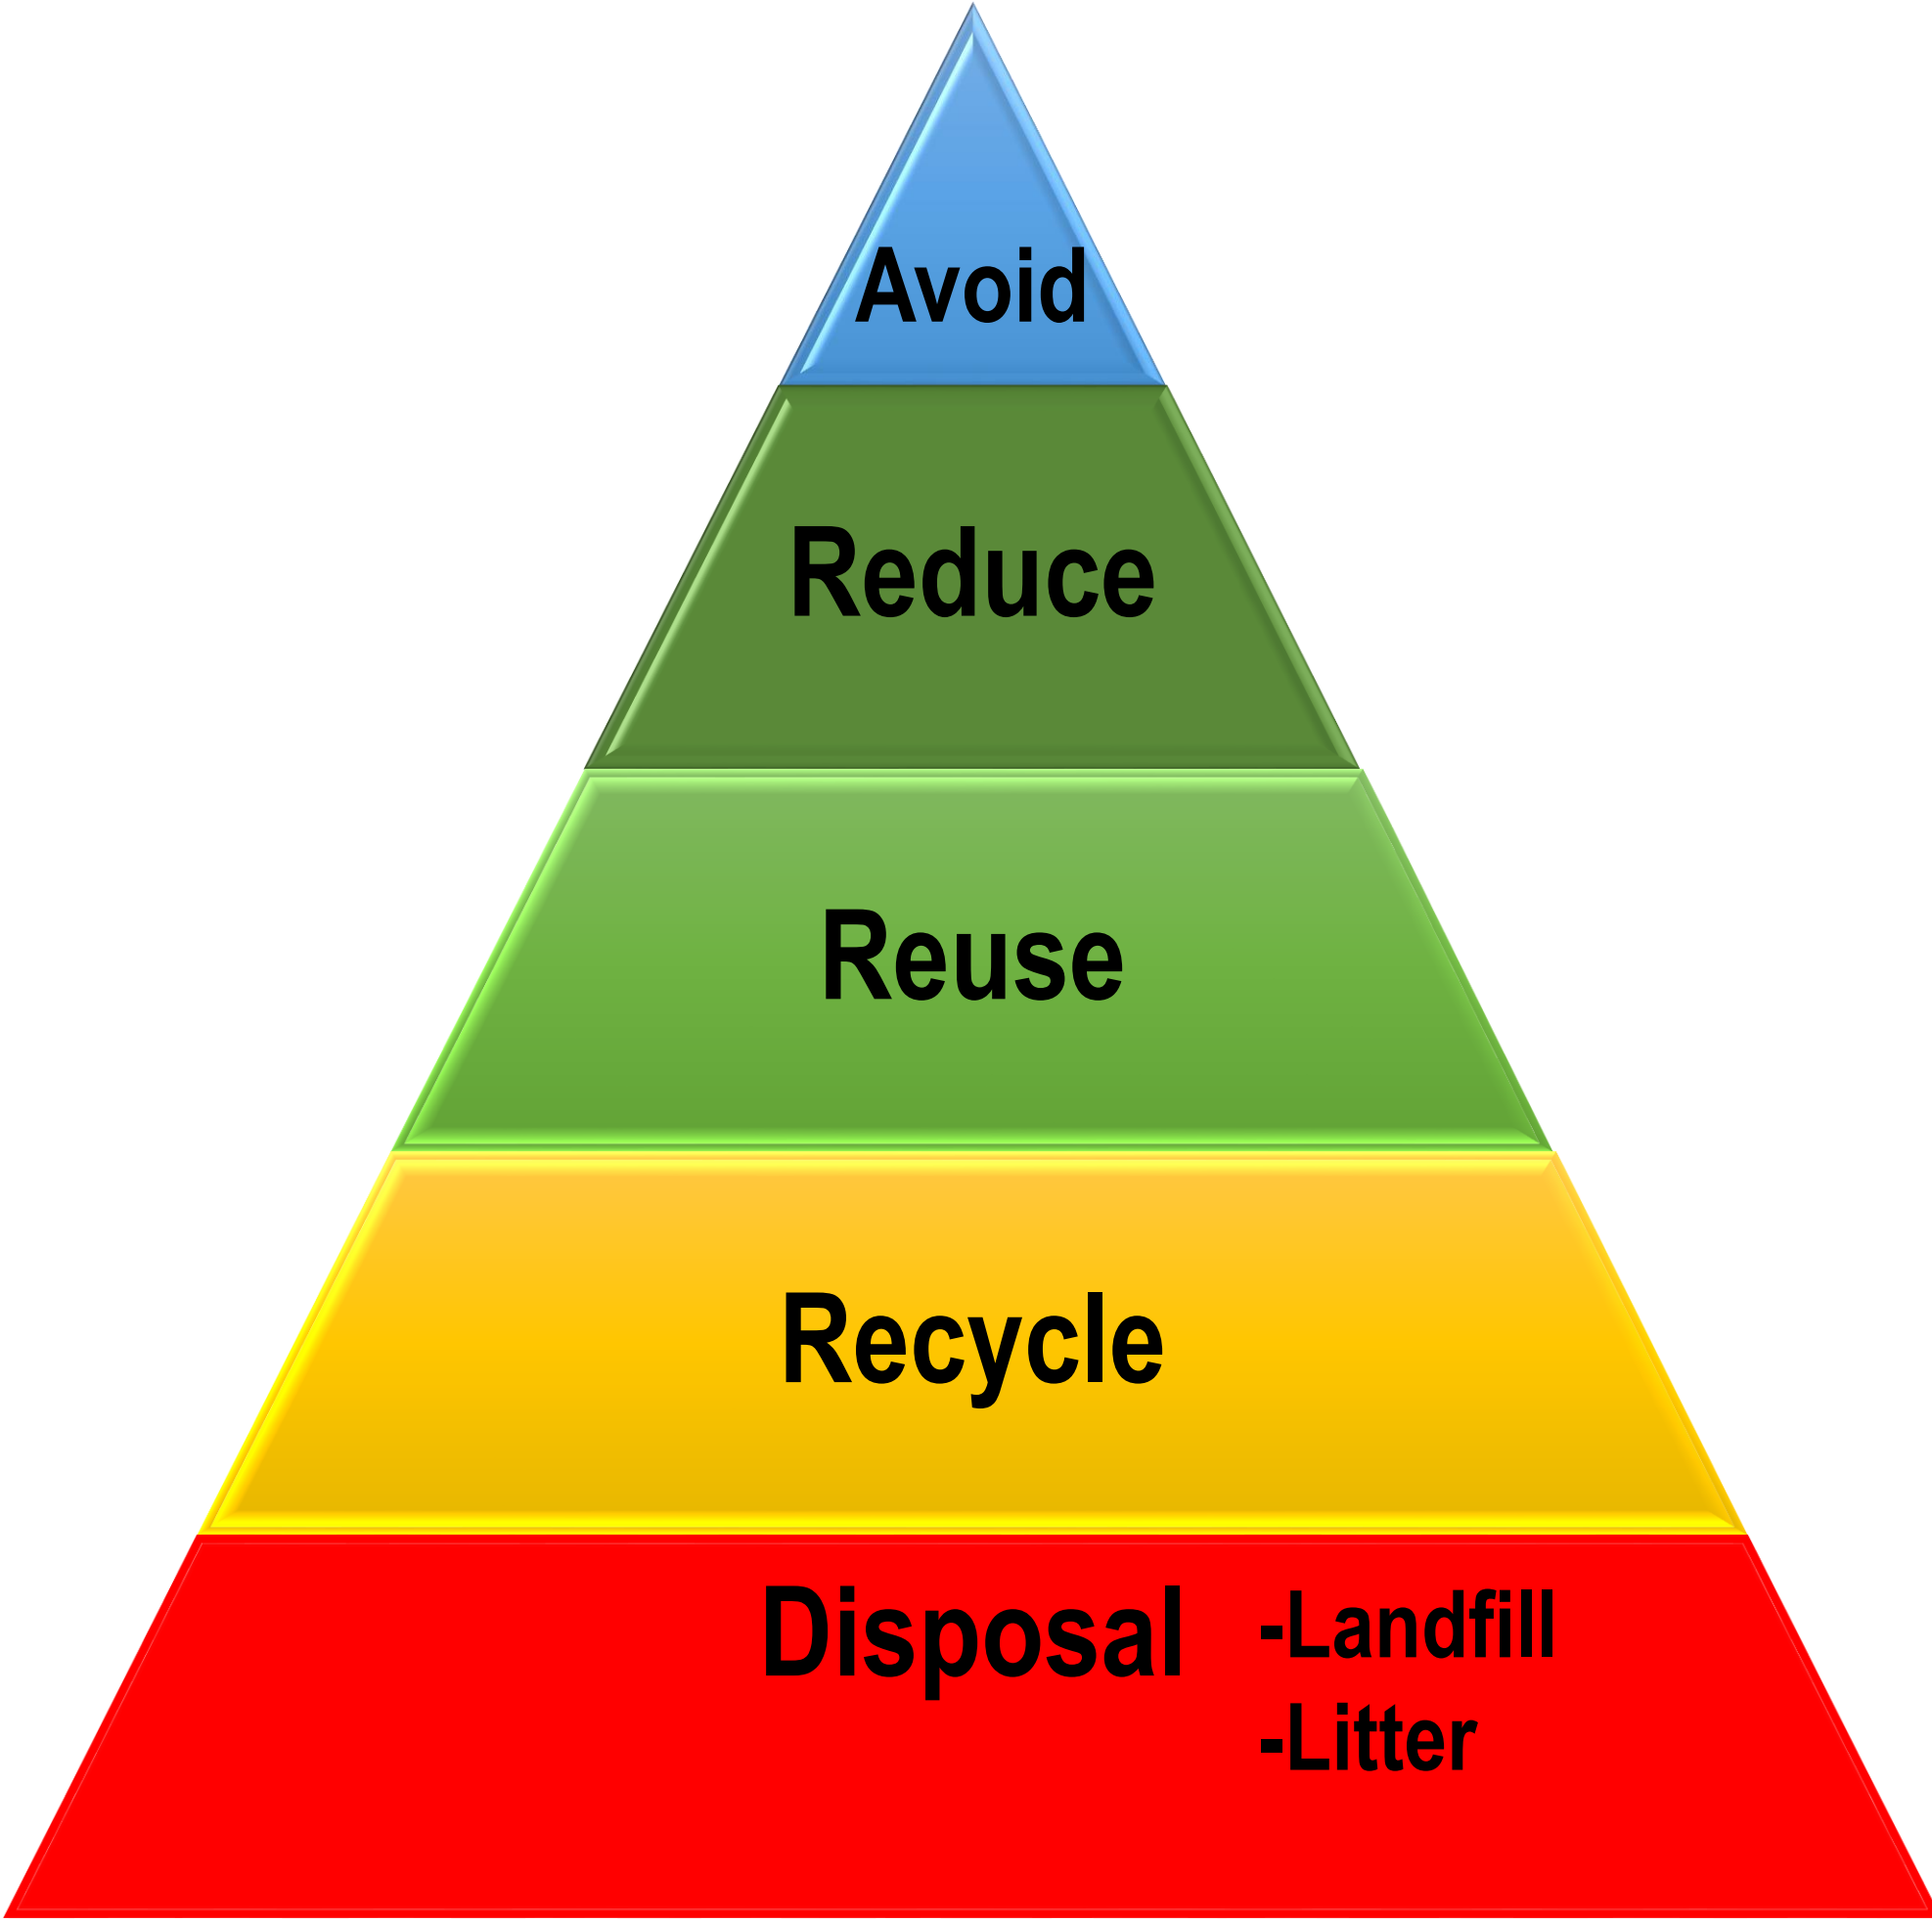 Avoid
Reduce
Reuse
Recycle
Disposal
-Landfill
-Litter